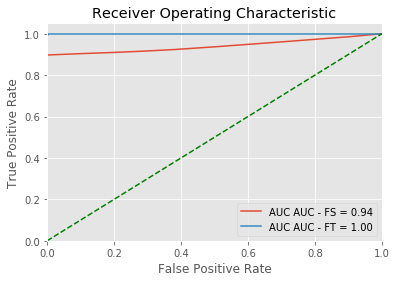 Receiver Operating Characteristic
1.0
0.8
0.6
0.4
0.2
0.0
True Positive Rate
AUC AUC - FS = 0.94
AUC AUC - FT = 1.00
0.0 0.2 0.4 0.6 0.8 1.0
False Positive Rate